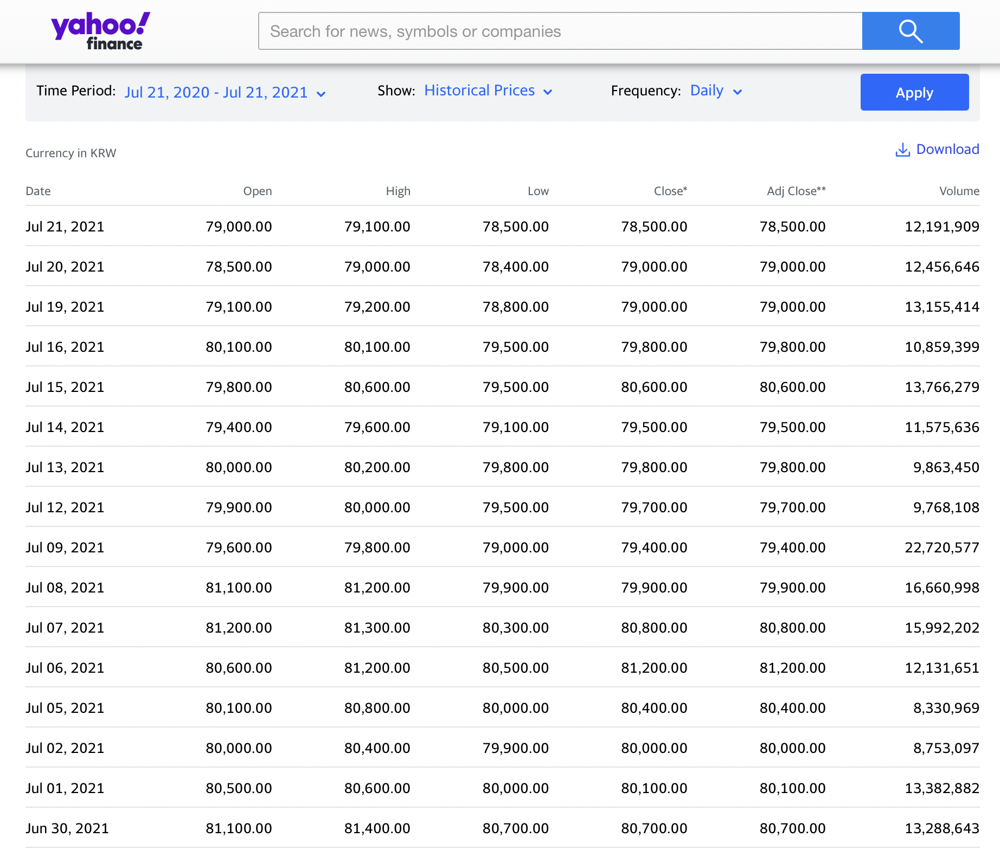 yahoo!
finance
Search for news, symbols or companies
Time Period: Jul 21, 2020 - Jul 21, 2021 Show: Historical Prices Frequency: Daily Apply
Currency in KRW Download
Date Open High Low Close* Adj Close** Volume
Jul 21, 2021 79,000.00 79,100.00 78,500.00 78,500.00 78,500.00 12,191,909
Jul 20, 2021 78,500.00 79,000.00 78,400.00 79,000.00 79,000.00 12,456,646
Jul 19, 2021 79,100.00 79,200.00 78,800.00 79,000.00 79,000.00 13,155,414
Jul 16, 2021 80,100.00 80,100.00 79,500.00 79,800.00 79,800.00 10,859,399
Jul 15, 2021 79,800.00 80,600.00 79,500.00 80,600.00 80,600.00 13,766,279
Jul 14, 2021 79,400.00 79,600.00 79,100.00 79,500.00 79,500.00 11,575,636
Jul 13, 2021 80,000.00 80,200.00 79,800.00 79,800.00 79,800.00 9,863,450
Jul 12, 2021 79,900.00 80,000.00 79,500.00 79,700.00 79,700.00 9,768,108
Jul 09, 2021 79,600.00 79,800.00 79,000.00 79,400.00 79,400.00 22,720,577
Jul 08, 2021 81,100.00 81,200.00 79,900.00 79,900.00 79,900.00 16,660,998
Jul 07, 2021 81,200.00 81,300.00 80,300.00 80,800.00 80,800.00 15,992,202
Jul 06, 2021 80,600.00 81,200.00 80,500.00 81,200.00 81,200.00 12,131,651
Jul 05, 2021 80,100.00 80,800.00 80,000.00 80,400.00 80,400.00 8,330,969
Jul 02, 2021 80,000.00 80,400.00 79,900.00 80,000.00 80,000.00 8,753,097
Jul 01, 2021 80,500.00 80,600.00 80,000.00 80,100.00 80,100.00 13,382,882
Jun 30, 2021 81,100.00 81,400.00 80,700.00 80,700.00 80,700.00 13,288,643